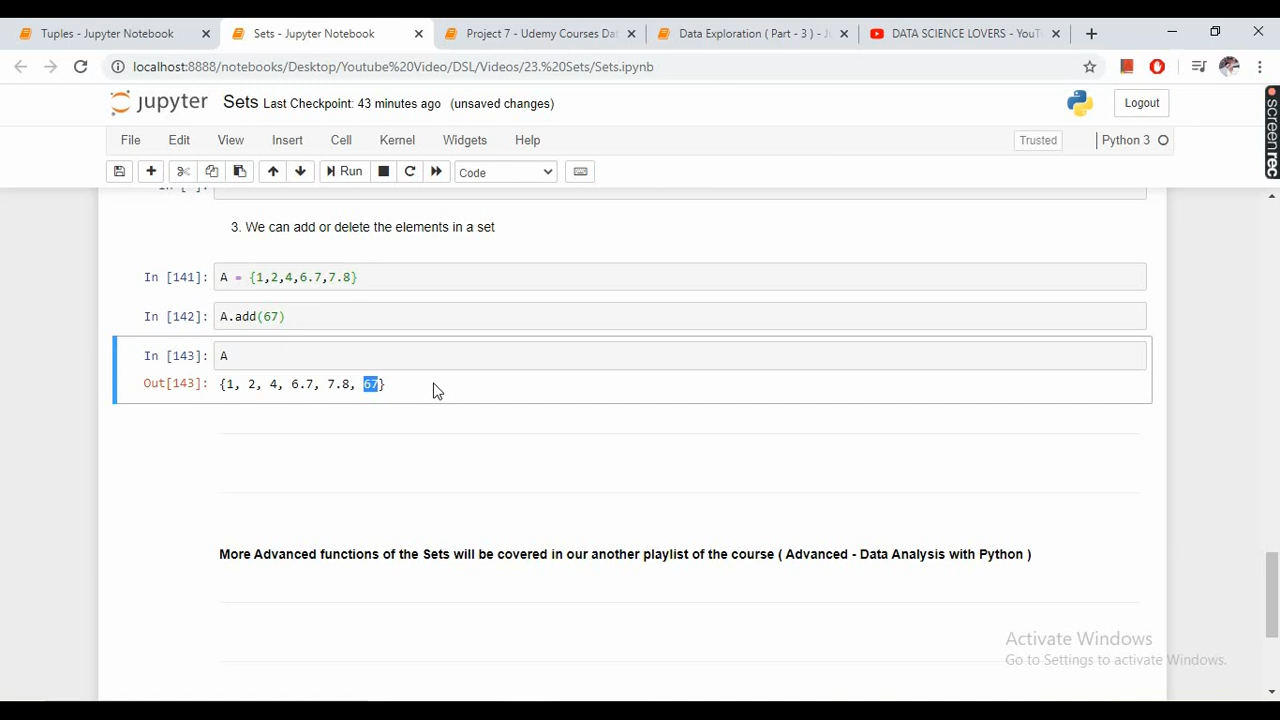 Tuples - Jupyter Notebook
Sets - Jupyter Notebook
Project 7 - Udemy Courses Dat
Data Exploration ( Part - 3 ) - Ju
DATA SCIENCE LOVERS - YouTu
localhost:8888/notebooks/Desktop/Youtube%20Video/DSL/Videos/23.%20Sets/Sets.ipynb
jupyter Sets Last Checkpoint: 43 minutes ago (unsaved changes)
Logout
File Edit View Insert Cell Kernel Widgets Help
Trusted
Python 3
Run
Code
In [ ]:
3. We can add or delete the elements in a set
In [141]: A = {1,2,4,6.7,7.8}
In [142]: A.add(67)
In [143]: A
Out[143]: {1, 2, 4, 6.7, 7.8, 67}
More Advanced functions of the Sets will be covered in our another playlist of the course ( Advanced - Data Analysis with Python )
Activate Windows
Go to Settings to activate Windows.
screenrec